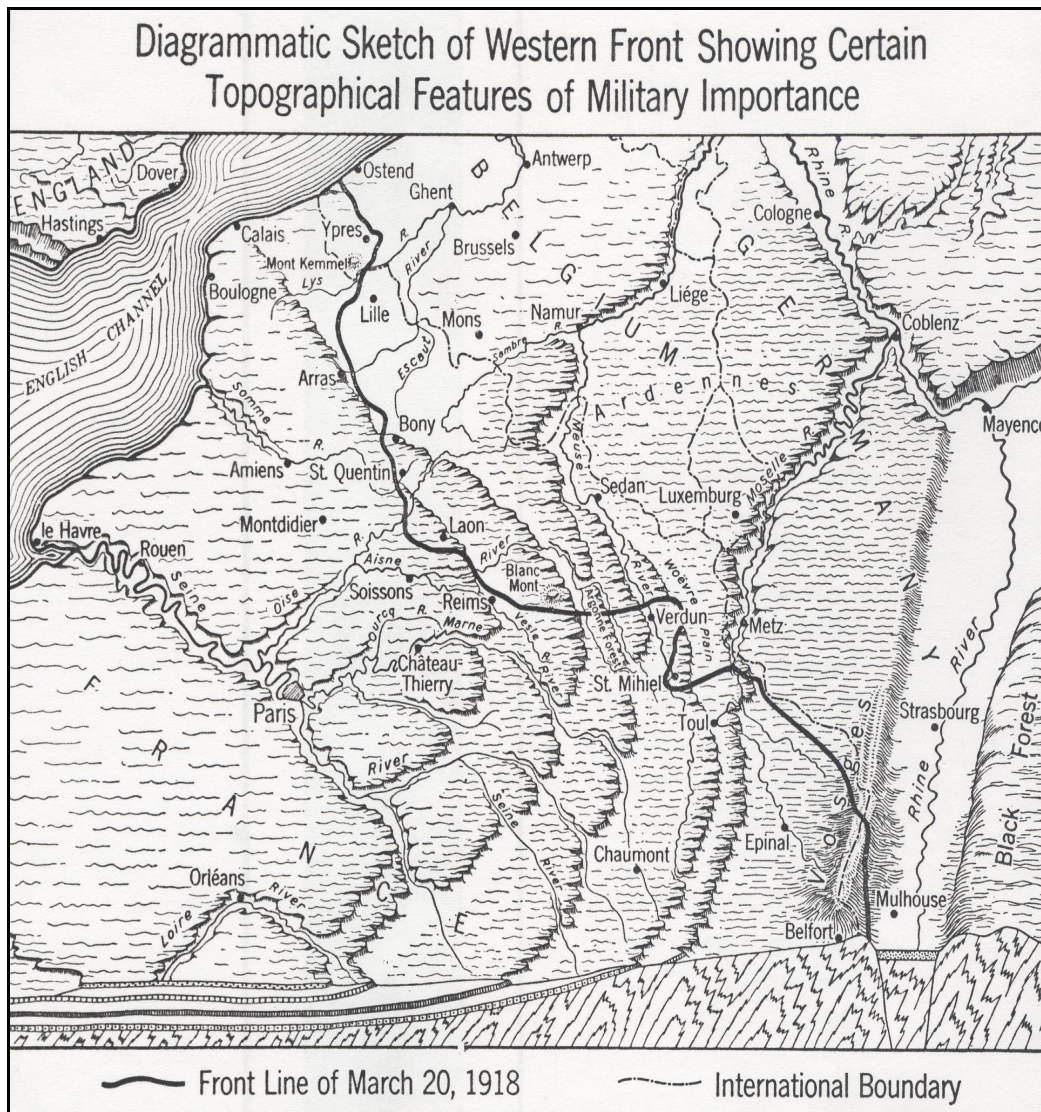 Diagrammatic Sketch of Western Front Showing Certain
Topographical Features of Military Importance
ENGLAND
Dover
Hastings
ENGLISH CHANNEL
Ostend
Antwerp
Ghent
BELGIUM
Calais
Ypres
R.
River
Brussels
Mont Kemmel
Lys
Boulogne
Lille
Mons
Namur
Liége
Rhine
R.
Cologne
GERMANY
Coblenz
Mayence
Escaut
Sambre
R.
Arras
Ardennes
Somme
R.
Bony
Meuse
Amiens
St. Quentin
Sedan
Luxemburg
Moselle
R.
Montdidier
Laon
le Havre
Rouen
Seine
Oise
R.
Aisne
River
Blanc
Mont
River
Woëvre
Plain
Soissons
Reims
Argonne Forest
Verdun
Metz
Ourcq
R.
Marne
Vesle
R.
River
Château-
Thierry
St. Mihiel
Paris
Toul
Strasbourg
Rhine
River
River
Seine
River
FRANCE
Vosges
Black
Forest
Epinal
Chaumont
Orléans
Loire
River
Mulhouse
Belfort
Front Line of March 20, 1918
International Boundary